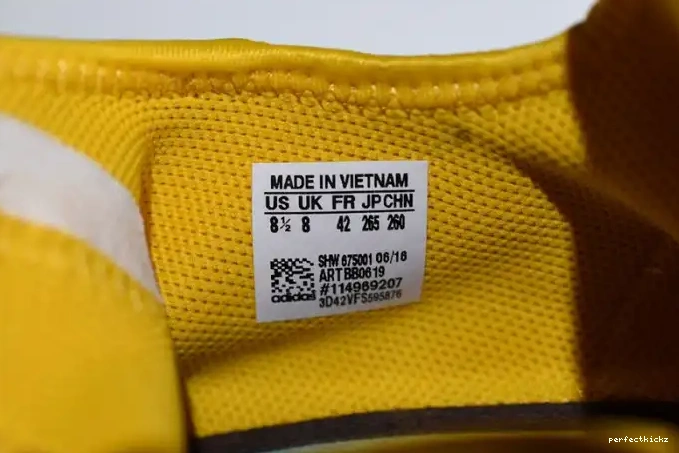 MADE IN VIETNAM
US UK FR JP CHN
8½ 8 42 265 260
SHW 675001 06/16
ART BB0619
#114969207
adidas
3D42VFS595876
perfectkickz